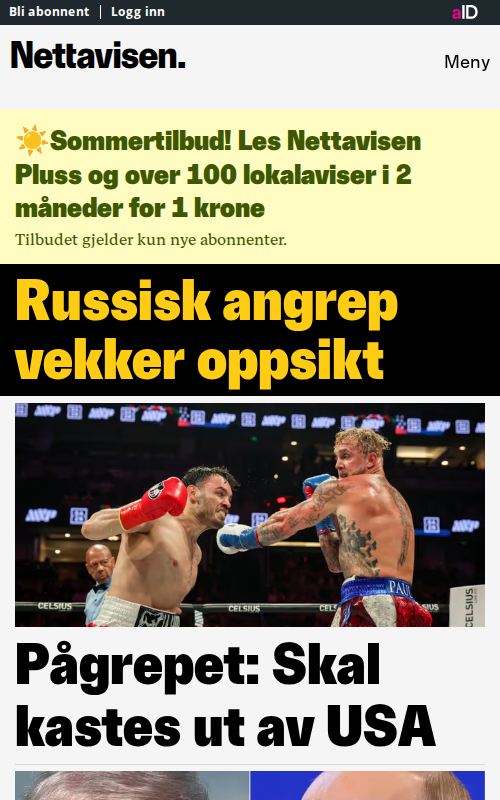 Bli abonnent | Logg inn
aID
Nettavisen.
Meny
☀️Sommertilbud! Les Nettavisen
Pluss og over 100 lokalaviser i 2
måneder for 1 krone
Tilbudet gjelder kun nye abonnenter.
Russisk angrep
vekker oppsikt
CELSIUS
CELSIUS
CELSIUS
PAUL
Pågrepet: Skal
kastes ut av USA